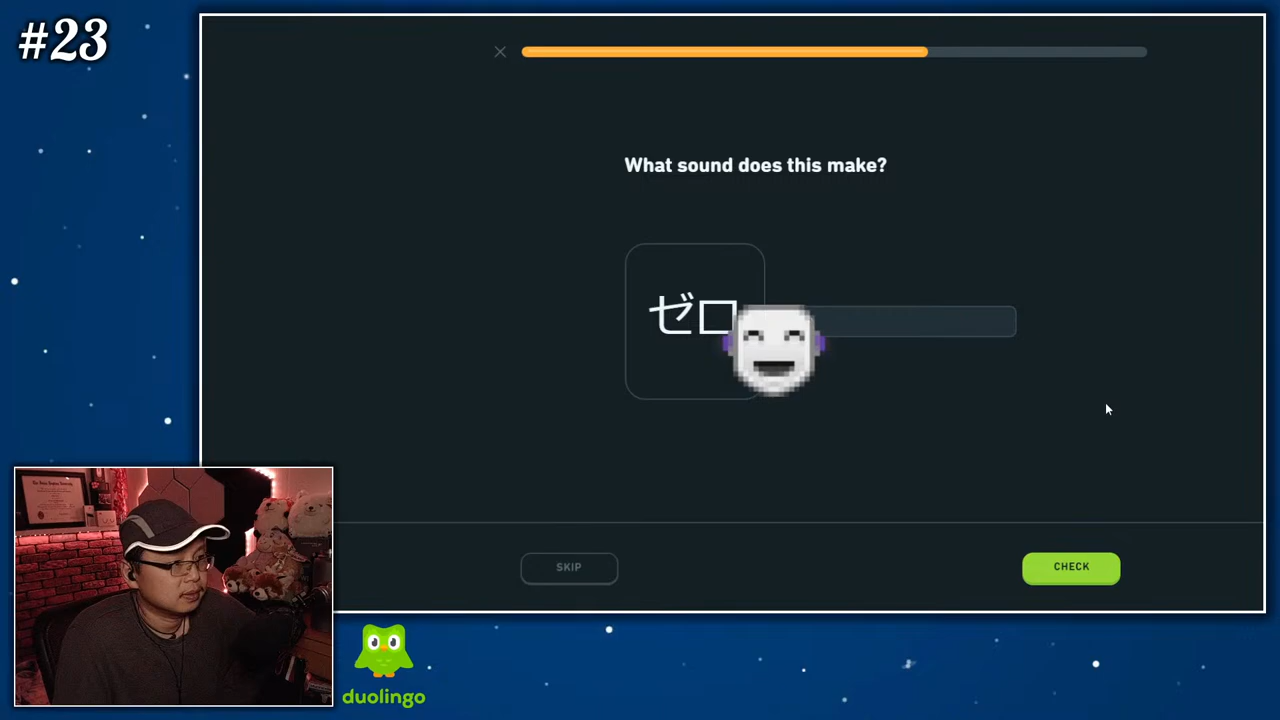 #23
What sound does this make?
ゼロ
SKIP
CHECK
duolingo